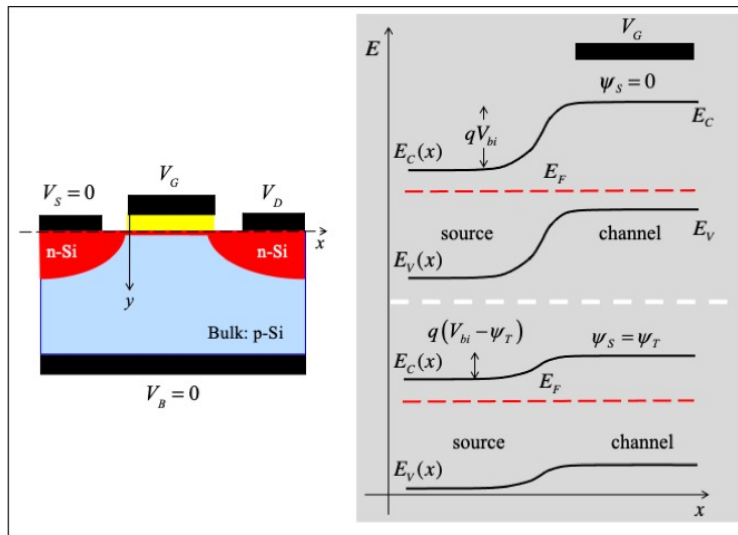 V_S = 0
V_G
V_D
n-Si
n-Si
x
y
Bulk: p-Si
V_B = 0
E
V_G
ψ_S = 0
qV_bi
E_C(x)
E_C
E_F
source
channel
E_V
E_V(x)
q(V_bi − ψ_T)
ψ_S = ψ_T
E_C(x)
E_F
source
channel
E_V(x)
x